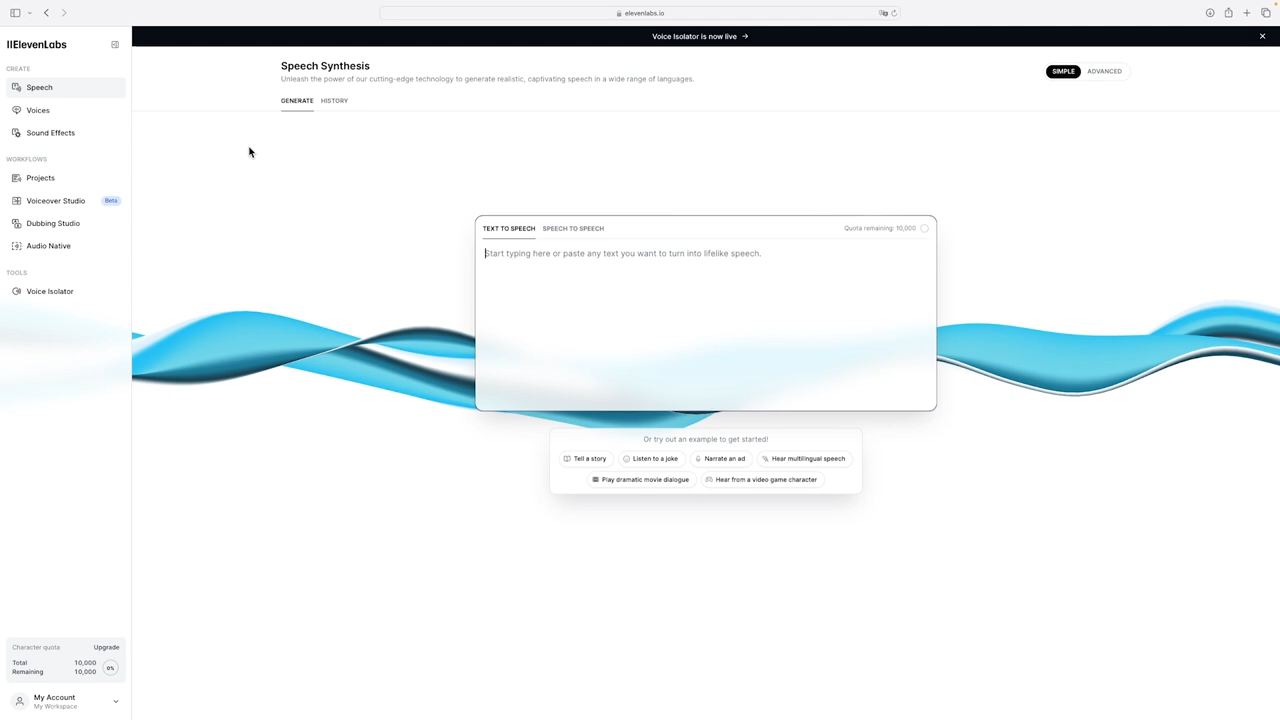 elevenlabs.io
Voice Isolator is now live →
IIElevenLabs
CREATE
Speech
Voices
Sound Effects
WORKFLOWS
Projects
Voiceover Studio Beta
Dubbing Studio
Audio Native
TOOLS
Voice Isolator
Character quota Upgrade
Total 10,000
Remaining 10,000
0%
My Account
My Workspace
Speech Synthesis
Unleash the power of our cutting-edge technology to generate realistic, captivating speech in a wide range of languages.
SIMPLE ADVANCED
GENERATE HISTORY
TEXT TO SPEECH SPEECH TO SPEECH Quota remaining: 10,000
Start typing here or paste any text you want to turn into lifelike speech.
Or try out an example to get started!
Tell a story Listen to a joke Narrate an ad Hear multilingual speech
Play dramatic movie dialogue Hear from a video game character